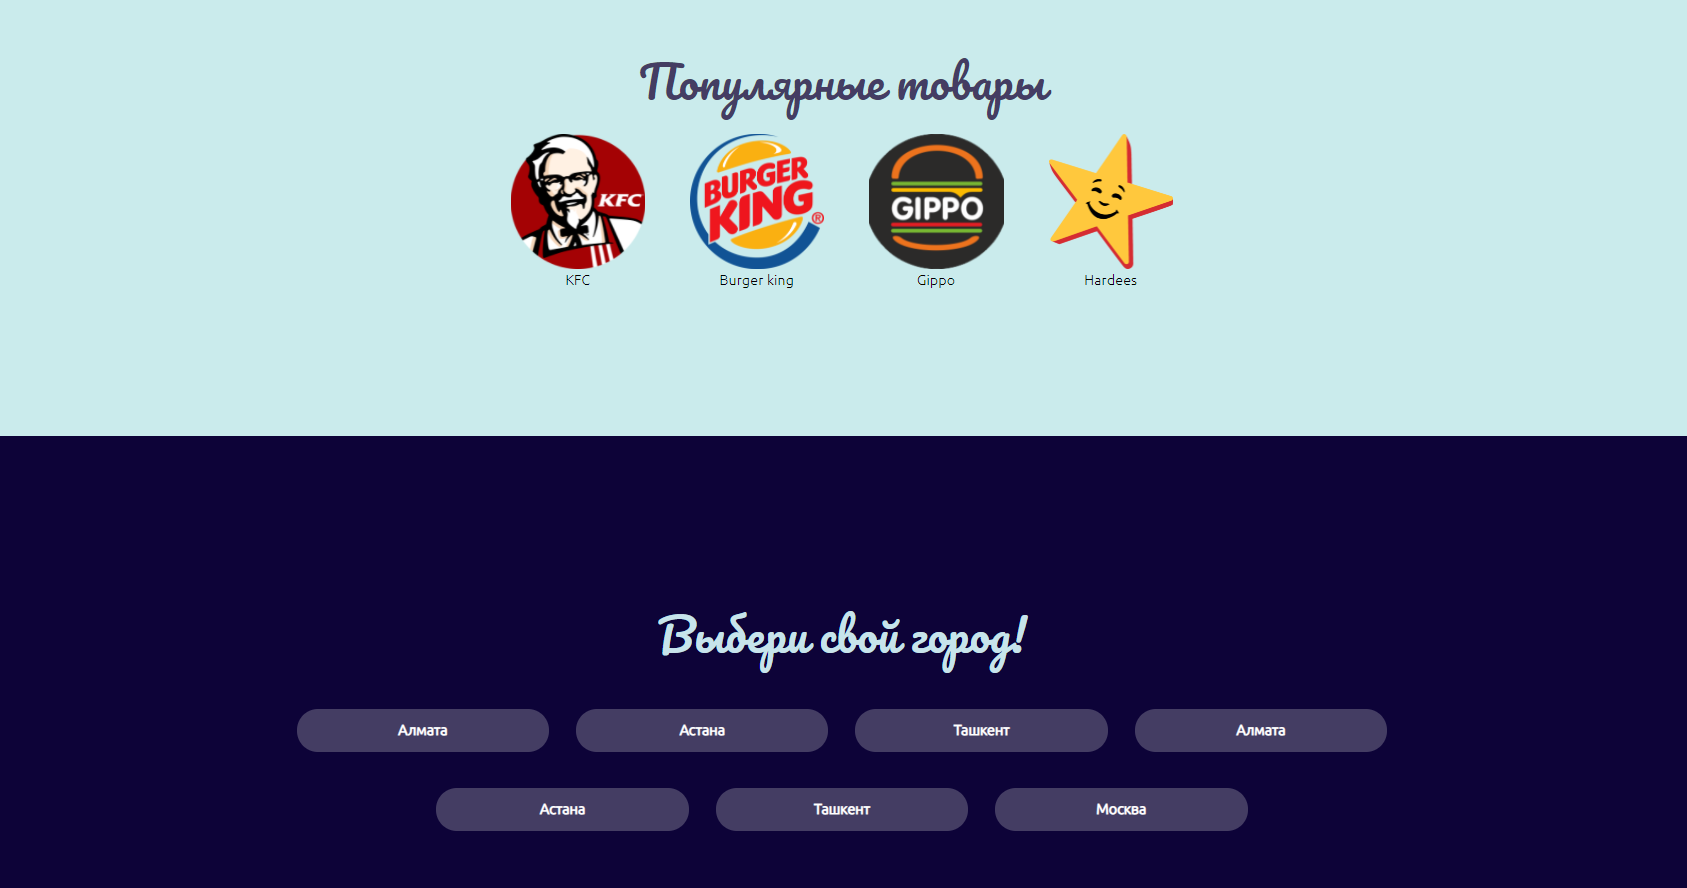 Популярные товары
KFC
BURGER
KING®
GIPPO
KFC
Burger king
Gippo
Hardees
Выбери свой город!
Алмата
Астана
Ташкент
Алмата
Астана
Ташкент
Москва